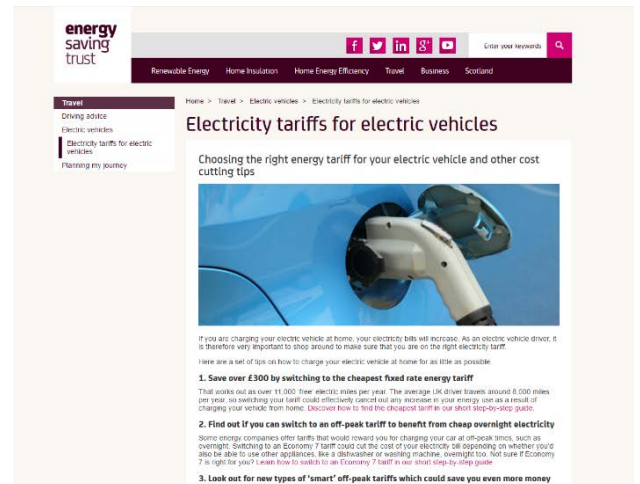 energy
saving
trust
Enter your keywords
Renewable Energy Home Insulation Home Energy Efficiency Travel Business Scotland
Travel
Driving advice
Electric vehicles
Electricity tariffs for electric
vehicles
Planning my journey
Home > Travel > Electric vehicles > Electricity tariffs for electric vehicles
Electricity tariffs for electric vehicles
Choosing the right energy tariff for your electric vehicle and other cost
cutting tips
If you are charging your electric vehicle at home, your electricity bills will increase. As an electric vehicle driver, it
is therefore very important to shop around to make sure that you are on the right electricity tariff.
Here are a set of tips on how to charge your electric vehicle at home for as little as possible.
1. Save over £300 by switching to the cheapest fixed rate energy tariff
That works out as over 11,000 'free' electric miles per year. The average UK driver travels around 8,000 miles
per year, so switching your tariff could effectively cancel out any increase in your energy use as a result of
charging your vehicle from home. Discover how to find the cheapest tariff in our short step-by-step guide.
2. Find out if you can switch to an off-peak tariff to benefit from cheap overnight electricity
Some energy companies offer tariffs that would reward you for charging your car at off-peak times, such as
overnight. Switching to an Economy 7 tariff could cut the cost of your electricity bill depending on whether you'd
also be able to use other appliances, like a dishwasher or washing machine, overnight too. Not sure if Economy
7 is right for you? Learn how to switch to an Economy 7 tariff in our short step-by-step guide.
3. Look out for new types of 'smart' off-peak tariffs which could save you even more money